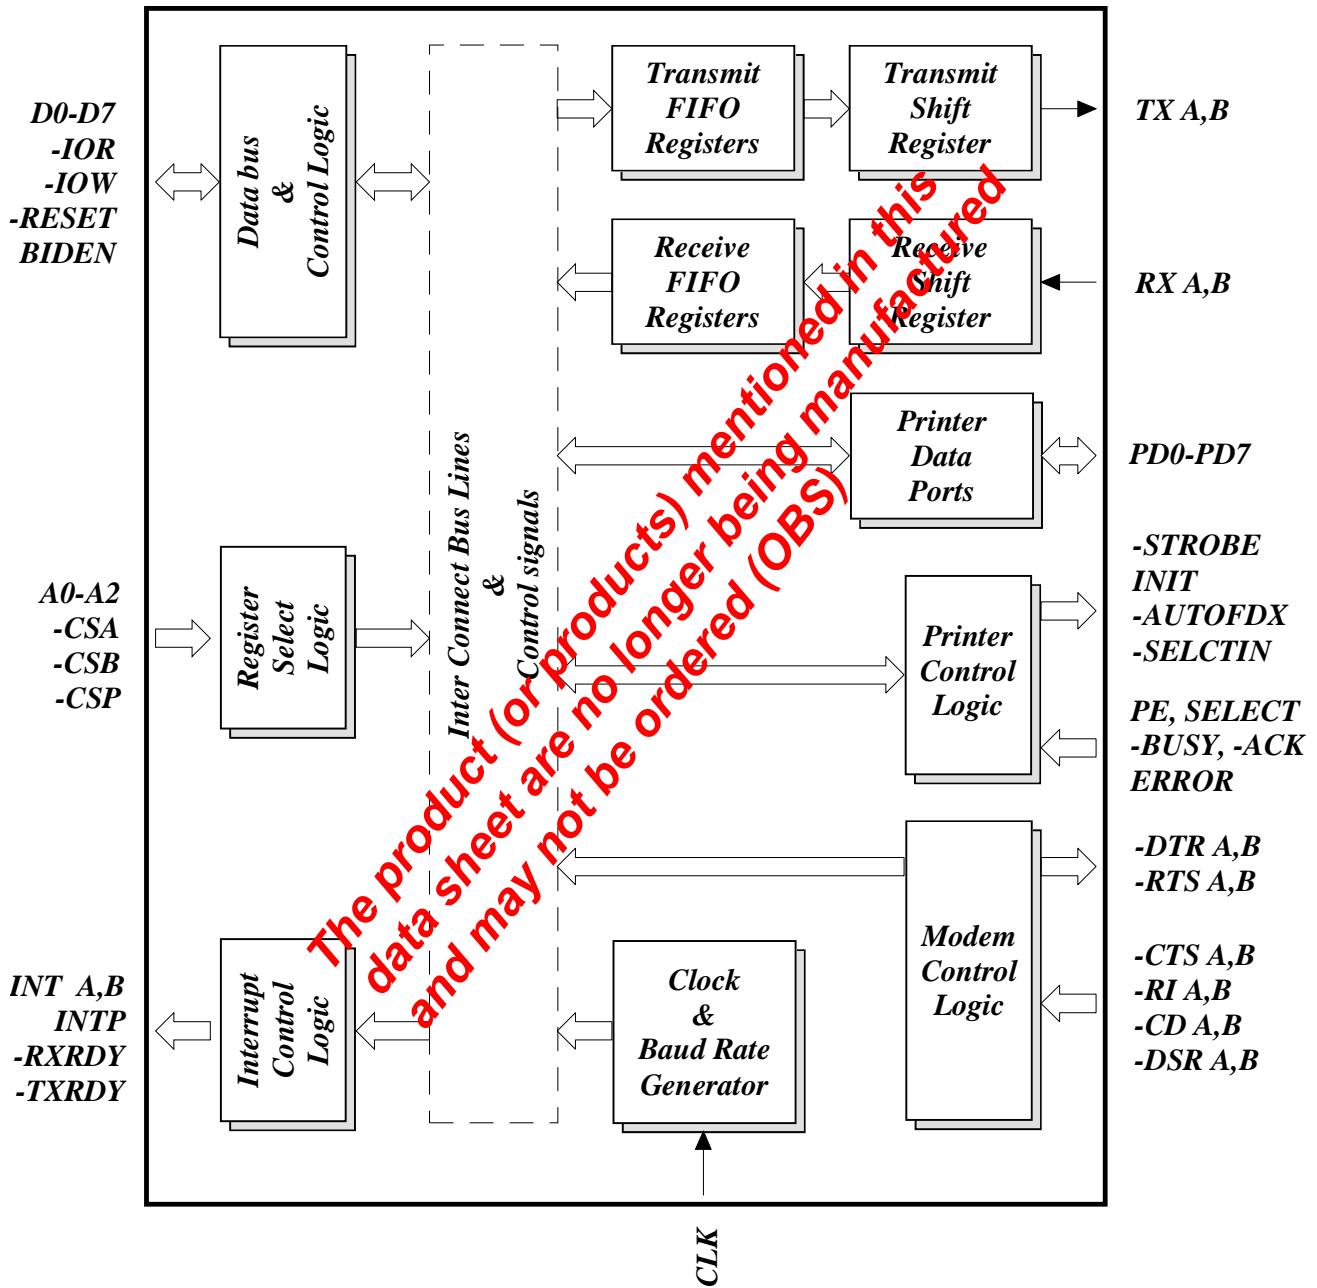 D0-D7
-IOR
-IOW
-RESET
BIDEN
A0-A2
-CSA
-CSB
-CSP
INT A,B
INTP
-RXRDY
-TXRDY
Data bus
&
Control Logic
Register
Select
Logic
Interrupt
Control
Logic
Inter Connect Bus Lines
&
Control signals
Transmit
FIFO
Registers
Transmit
Shift
Register
Receive
FIFO
Registers
Receive
Shift
Register
Printer
Data
Ports
Printer
Control
Logic
Modem
Control
Logic
Clock
&
Baud Rate
Generator
TX A,B
RX A,B
PD0-PD7
-STROBE
INIT
-AUTOFDX
-SELCTIN
PE, SELECT
-BUSY, -ACK
ERROR
-DTR A,B
-RTS A,B
-CTS A,B
-RI A,B
-CD A,B
-DSR A,B
CLK
The product (or products) mentioned in this
data sheet are no longer being manufactured
and may not be ordered (OBS)